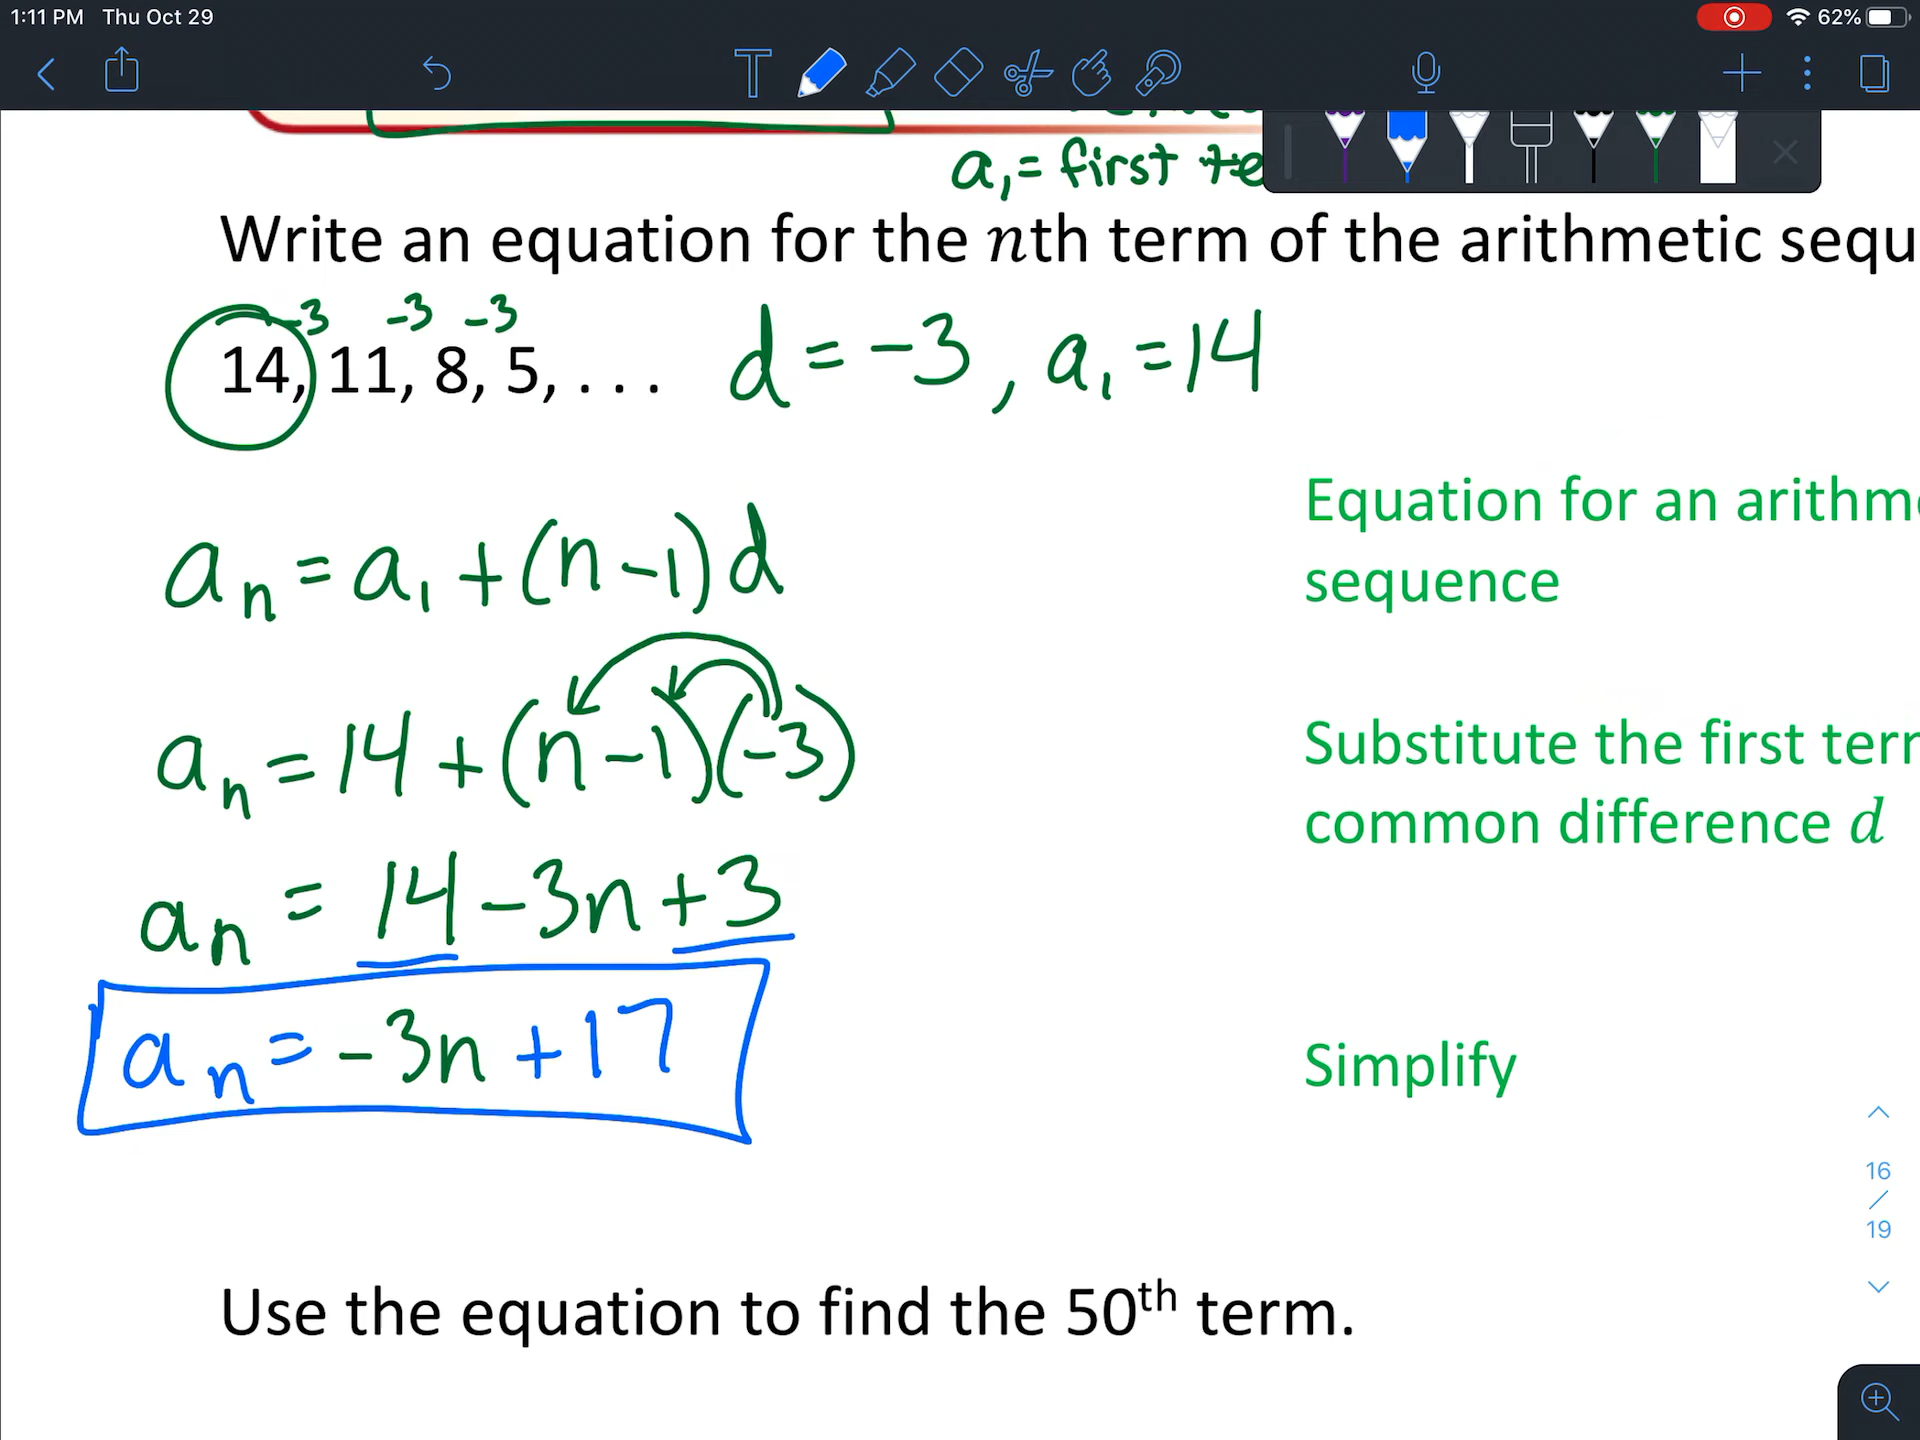 1:11 PM Thu Oct 29 62%
T
a₁ = first te
Write an equation for the nth term of the arithmetic sequ
-3 -3 -3
14, 11, 8, 5, . . . d = -3, a₁ = 14
aₙ = a₁ + (n-1)d
Equation for an arithm
sequence
aₙ = 14 + (n-1)(-3)
Substitute the first ter
common difference d
aₙ = 14 - 3n + 3
aₙ = -3n + 17
Simplify
16
/
19
Use the equation to find the 50ᵗʰ term.